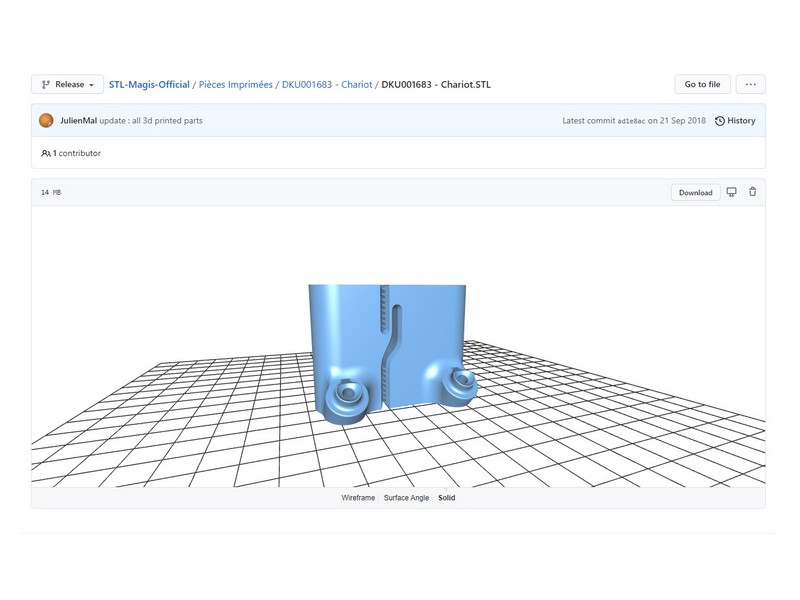 Release STL-Magis-Official / Pièces Imprimées / DKU001683 - Chariot / DKU001683 - Chariot.STL Go to file ...
JulienMal update : all 3d printed parts Latest commit ad1e8ac on 21 Sep 2018 History
1 contributor
14 MB Download
Wireframe Surface Angle Solid